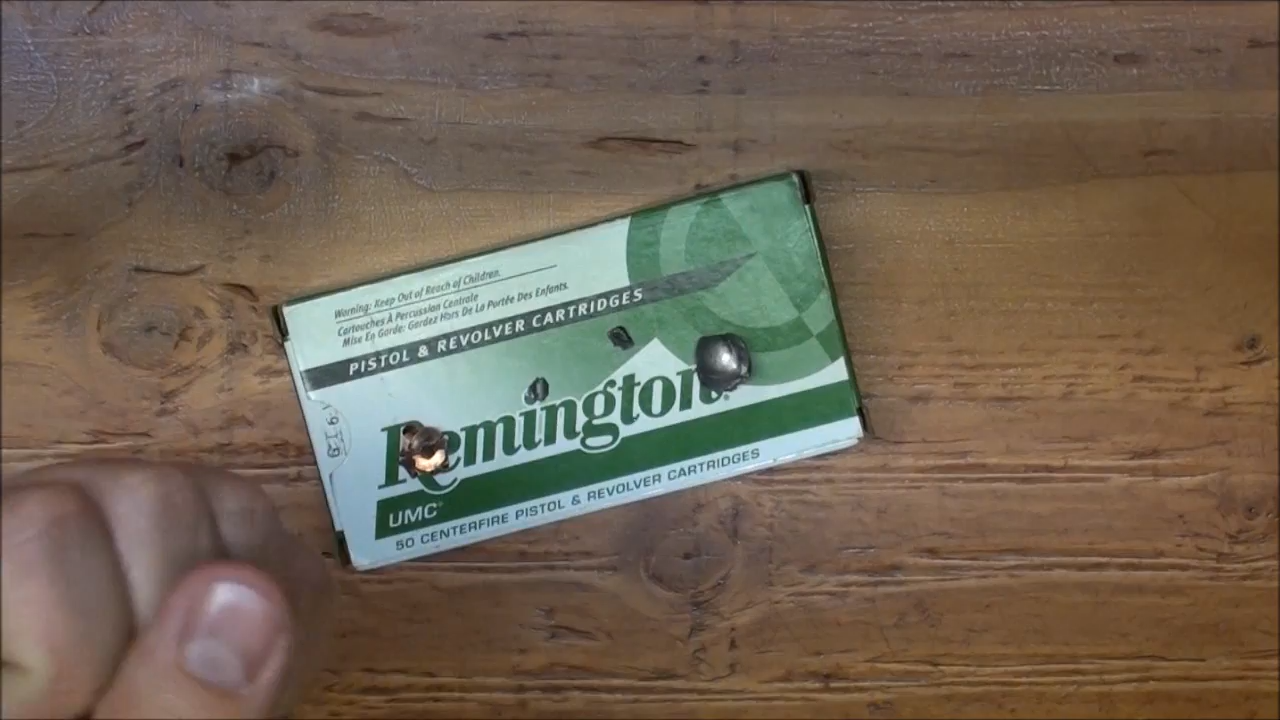 Warning: Keep Out of Reach of Children.
Cartouches À Percussion Centrale
Mise En Garde: Gardez Hors De La Portée Des Enfants.
PISTOL & REVOLVER CARTRIDGES
Remington
UMC
50 CENTERFIRE PISTOL & REVOLVER CARTRIDGES